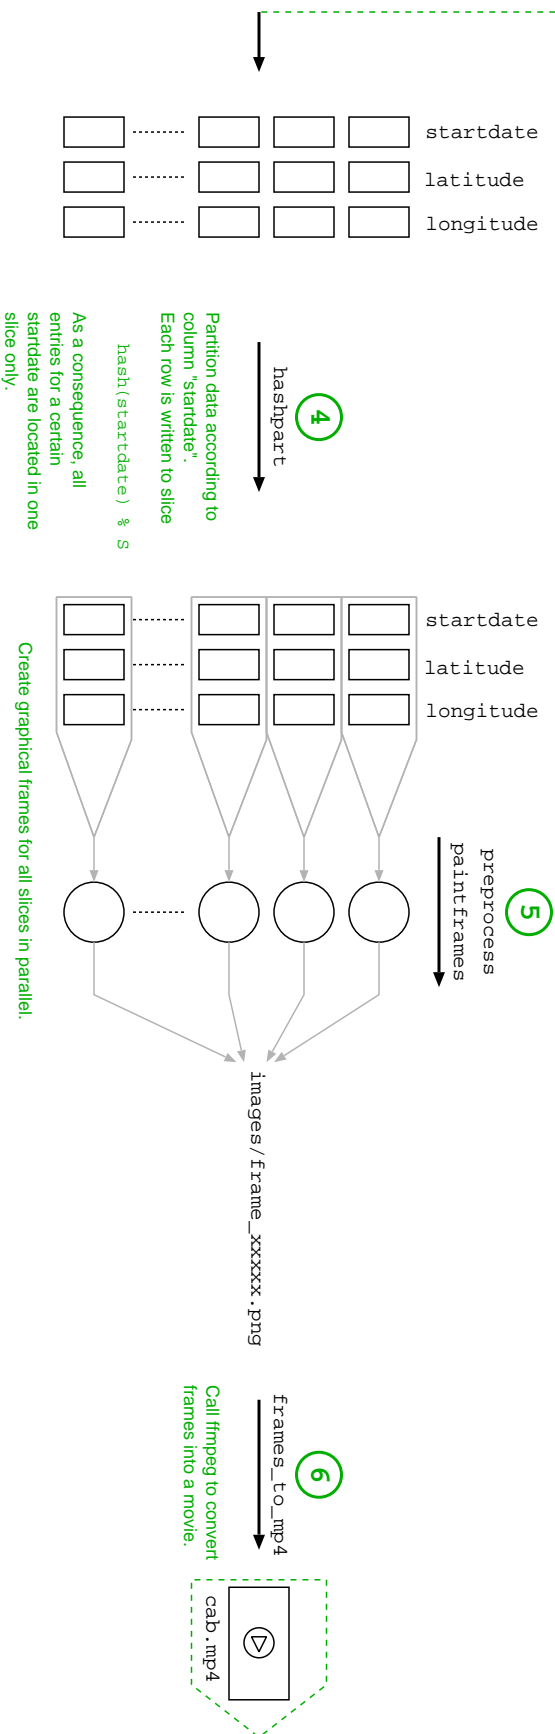 startdate
latitude
longitude
4
hashpart
Partition data according to
column "startdate".
Each row is written to slice
hash(startdate) % S
As a consequence, all
entries for a certain
startdate are located in one
slice only.
startdate
latitude
longitude
5
preprocess
paintframes
Create graphical frames for all slices in parallel.
images/frame_xxxxx.png
6
frames_to_mp4
Call ffmpeg to convert
frames into a movie.
cab.mp4